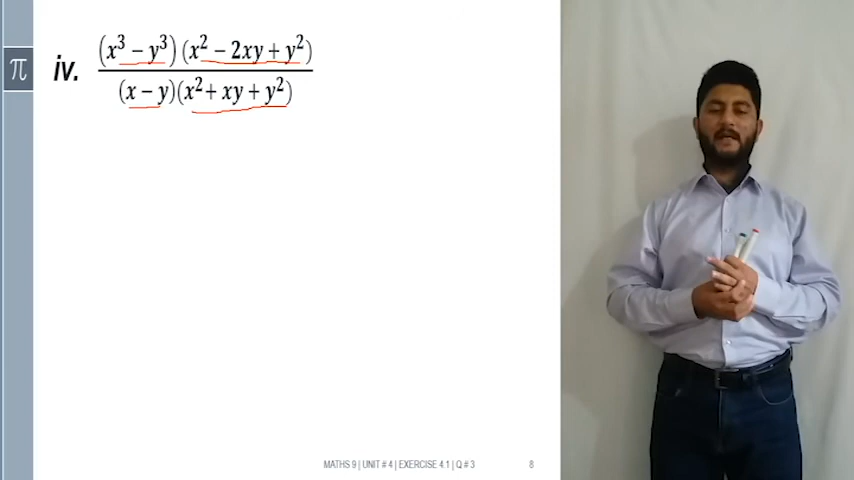 π
iv. (x³ − y³)(x² − 2xy + y²)
(x − y)(x² + xy + y²)
MATHS 9 | UNIT # 4 | EXERCISE 4.1 | Q # 3 8